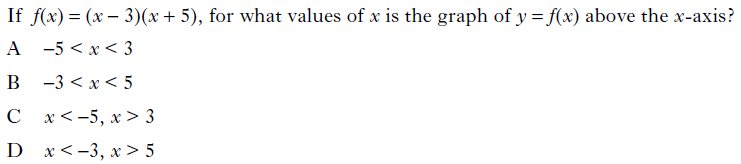 If f(x) = (x – 3)(x + 5), for what values of x is the graph of y = f(x) above the x-axis?
A –5 < x < 3
B –3 < x < 5
C x < –5, x > 3
D x < –3, x > 5